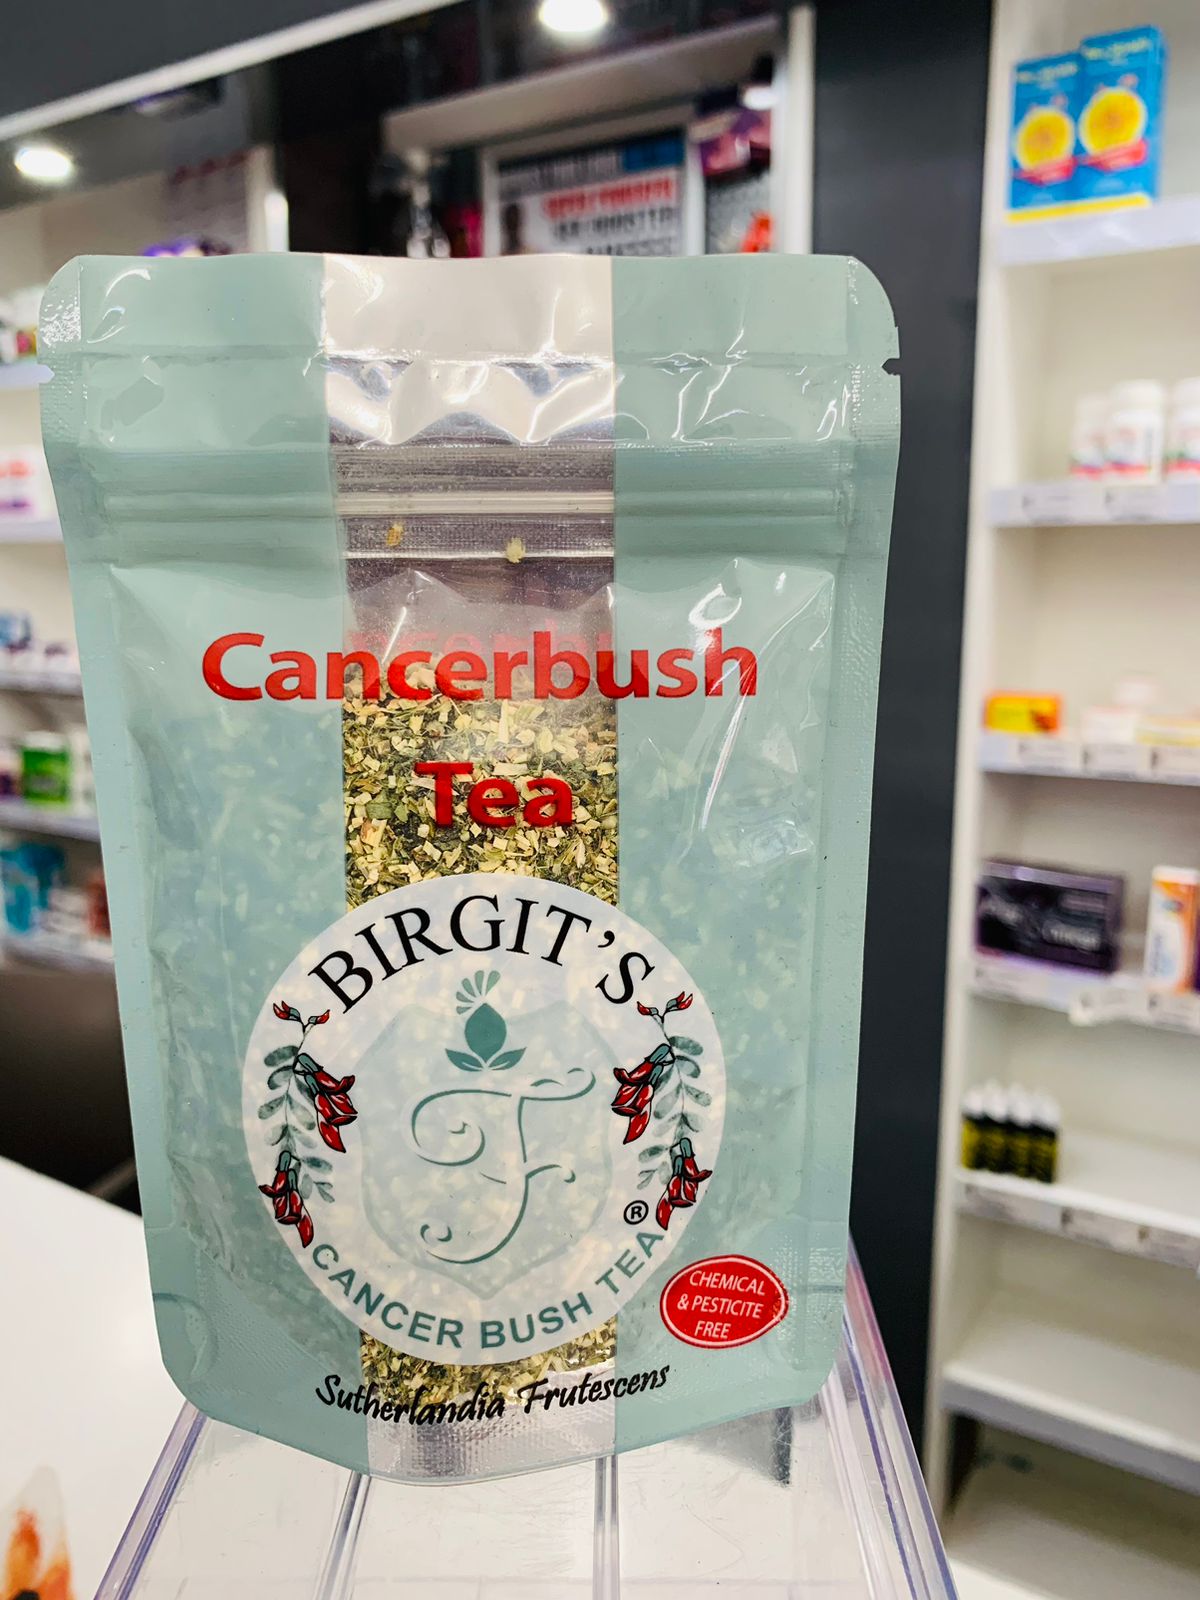 Cancerbush
Tea
BIRGIT'S
F
®
CANCER BUSH TEA
CHEMICAL
& PESTICITE
FREE
Sutherlandia Frutescens